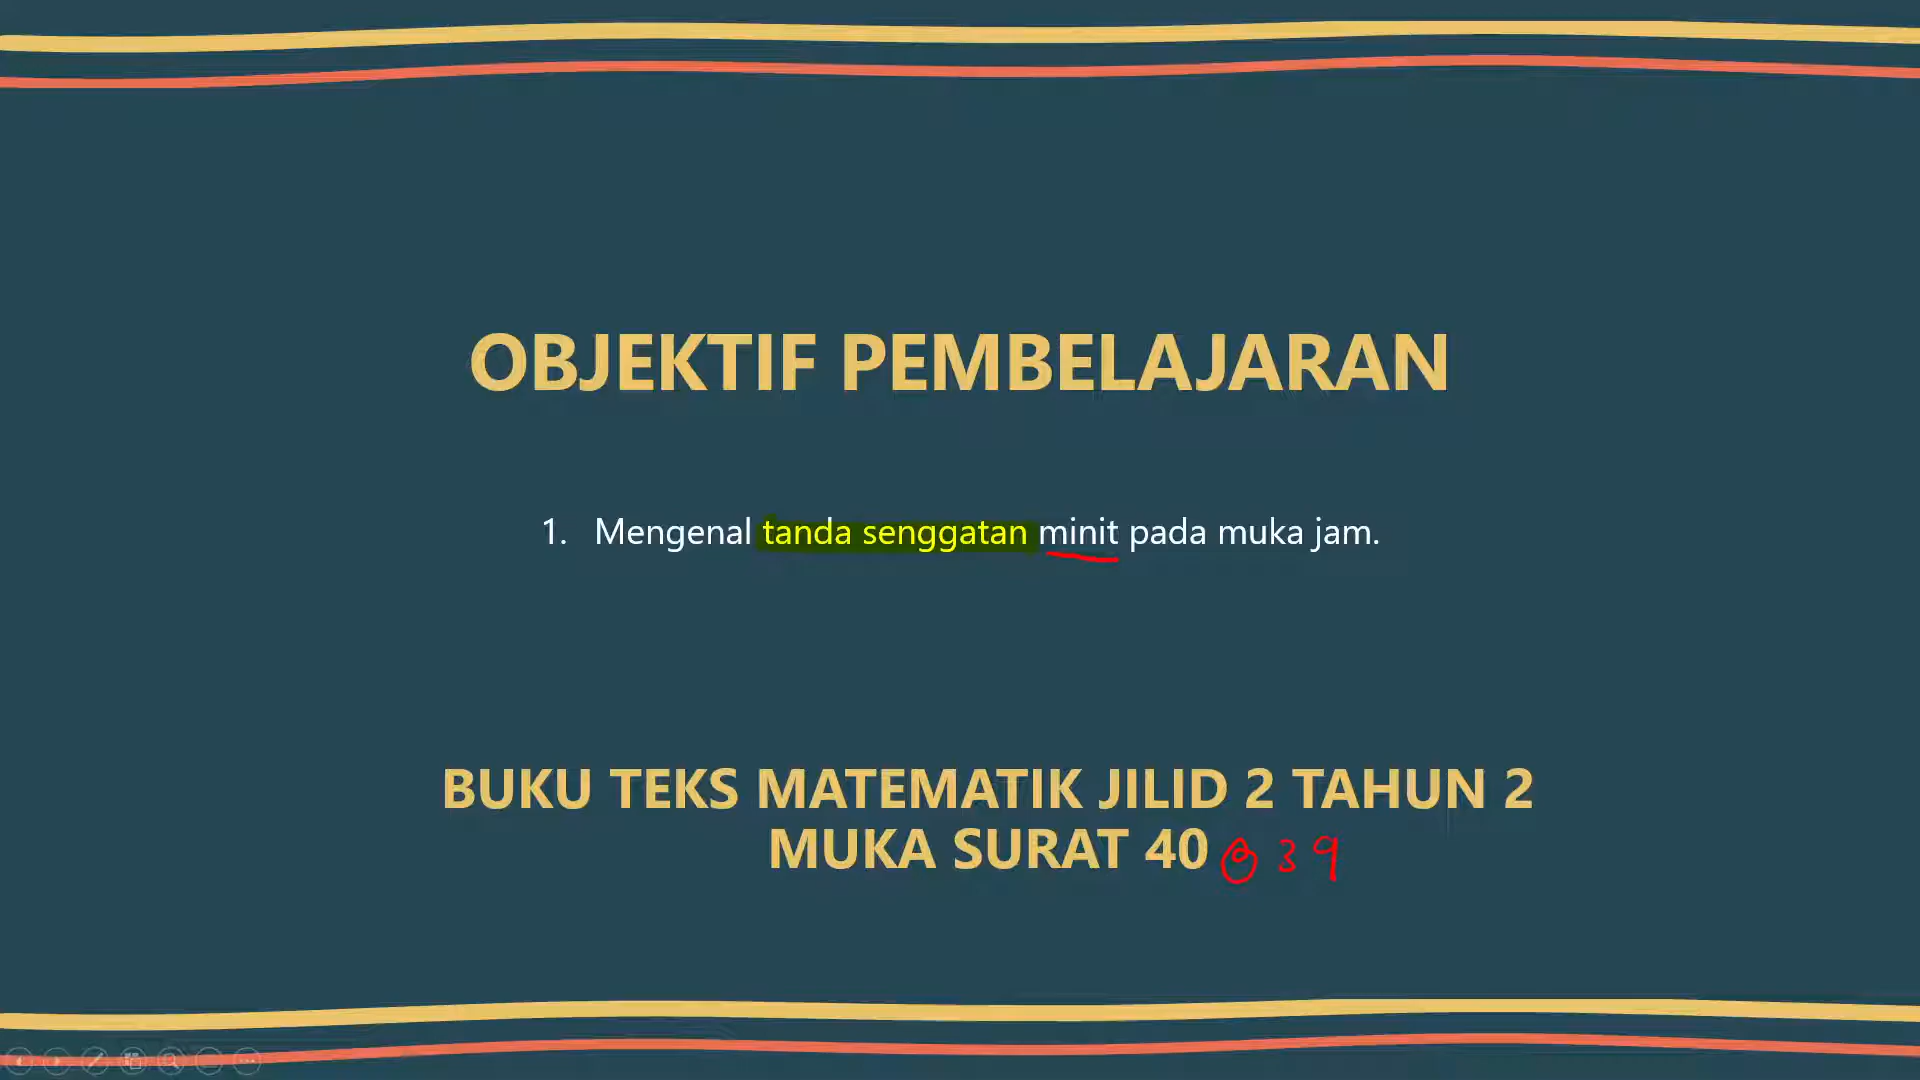 OBJEKTIF PEMBELAJARAN
1. Mengenal tanda senggatan minit pada muka jam.
BUKU TEKS MATEMATIK JILID 2 TAHUN 2
MUKA SURAT 40 39